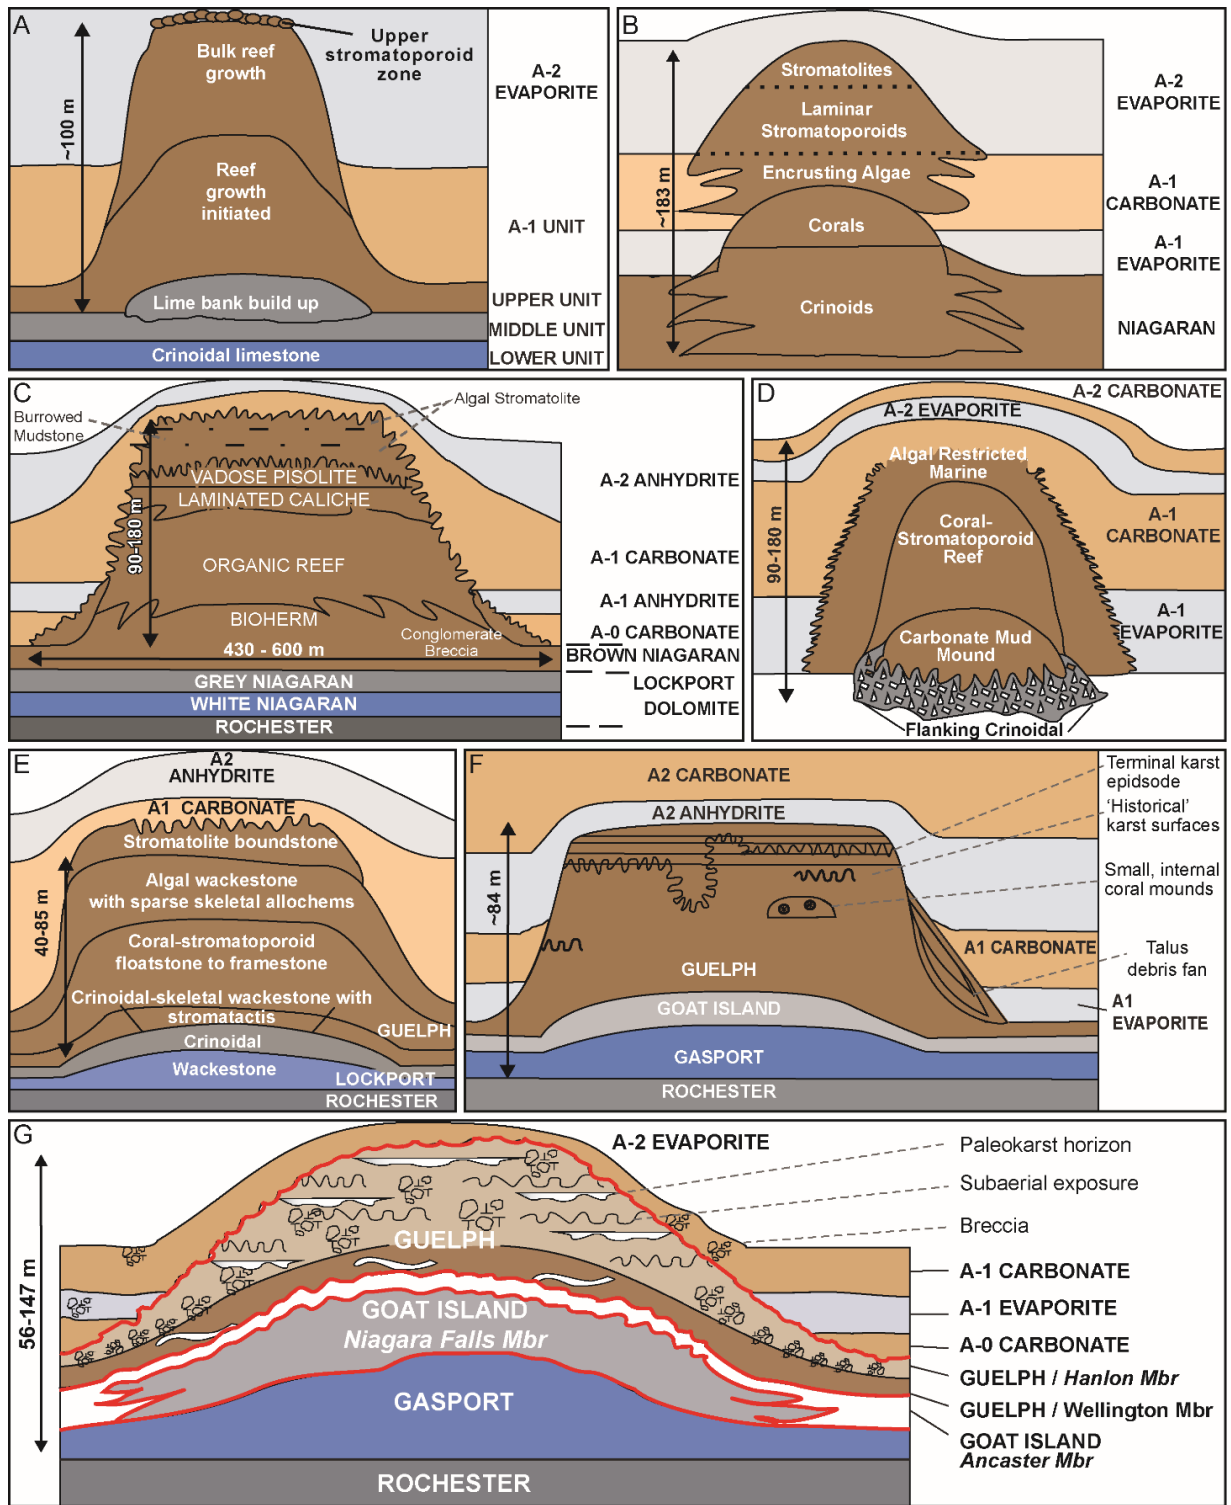 A
Upper
stromatoporoid
zone
Bulk reef
growth
~100 m
Reef
growth
initiated
Lime bank build up
Crinoidal limestone
A-2
EVAPORITE
A-1 UNIT
UPPER UNIT
MIDDLE UNIT
LOWER UNIT
B
Stromatolites
Laminar
Stromatoporoids
Encrusting Algae
~183 m
Corals
Crinoids
A-2
EVAPORITE
A-1
CARBONATE
A-1
EVAPORITE
NIAGARAN
C
Algal Stromatolite
Burrowed
Mudstone
VADOSE PISOLITE
LAMINATED CALICHE
90-180 m
ORGANIC REEF
BIOHERM
Conglomerate
Breccia
430 - 600 m
GREY NIAGARAN
WHITE NIAGARAN
ROCHESTER
A-2 ANHYDRITE
A-1 CARBONATE
A-1 ANHYDRITE
A-0 CARBONATE
BROWN NIAGARAN
LOCKPORT
DOLOMITE
D
A-2 CARBONATE
A-2 EVAPORITE
Algal Restricted
Marine
90-180 m
Coral-
Stromatoporoid
Reef
A-1
CARBONATE
A-1
EVAPORITE
Carbonate Mud
Mound
Flanking Crinoidal
E
A2
ANHYDRITE
A1 CARBONATE
Stromatolite boundstone
40-85 m
Algal wackestone
with sparse skeletal allochems
Coral-stromatoporoid
floatstone to framestone
Crinoidal-skeletal wackestone with
stromatactis
GUELPH
Crinoidal
Wackestone
LOCKPORT
ROCHESTER
F
A2 CARBONATE
A2 ANHYDRITE
~84 m
GUELPH
GOAT ISLAND
GASPORT
ROCHESTER
A1 CARBONATE
A1
EVAPORITE
Terminal karst
epidsode
'Historical'
karst surfaces
Small, internal
coral mounds
Talus
debris fan
G
A-2 EVAPORITE
Paleokarst horizon
Subaerial exposure
Breccia
56-147 m
GUELPH
GOAT ISLAND
Niagara Falls Mbr
GASPORT
ROCHESTER
A-1 CARBONATE
A-1 EVAPORITE
A-0 CARBONATE
GUELPH / Hanlon Mbr
GUELPH / Wellington Mbr
GOAT ISLAND
Ancaster Mbr